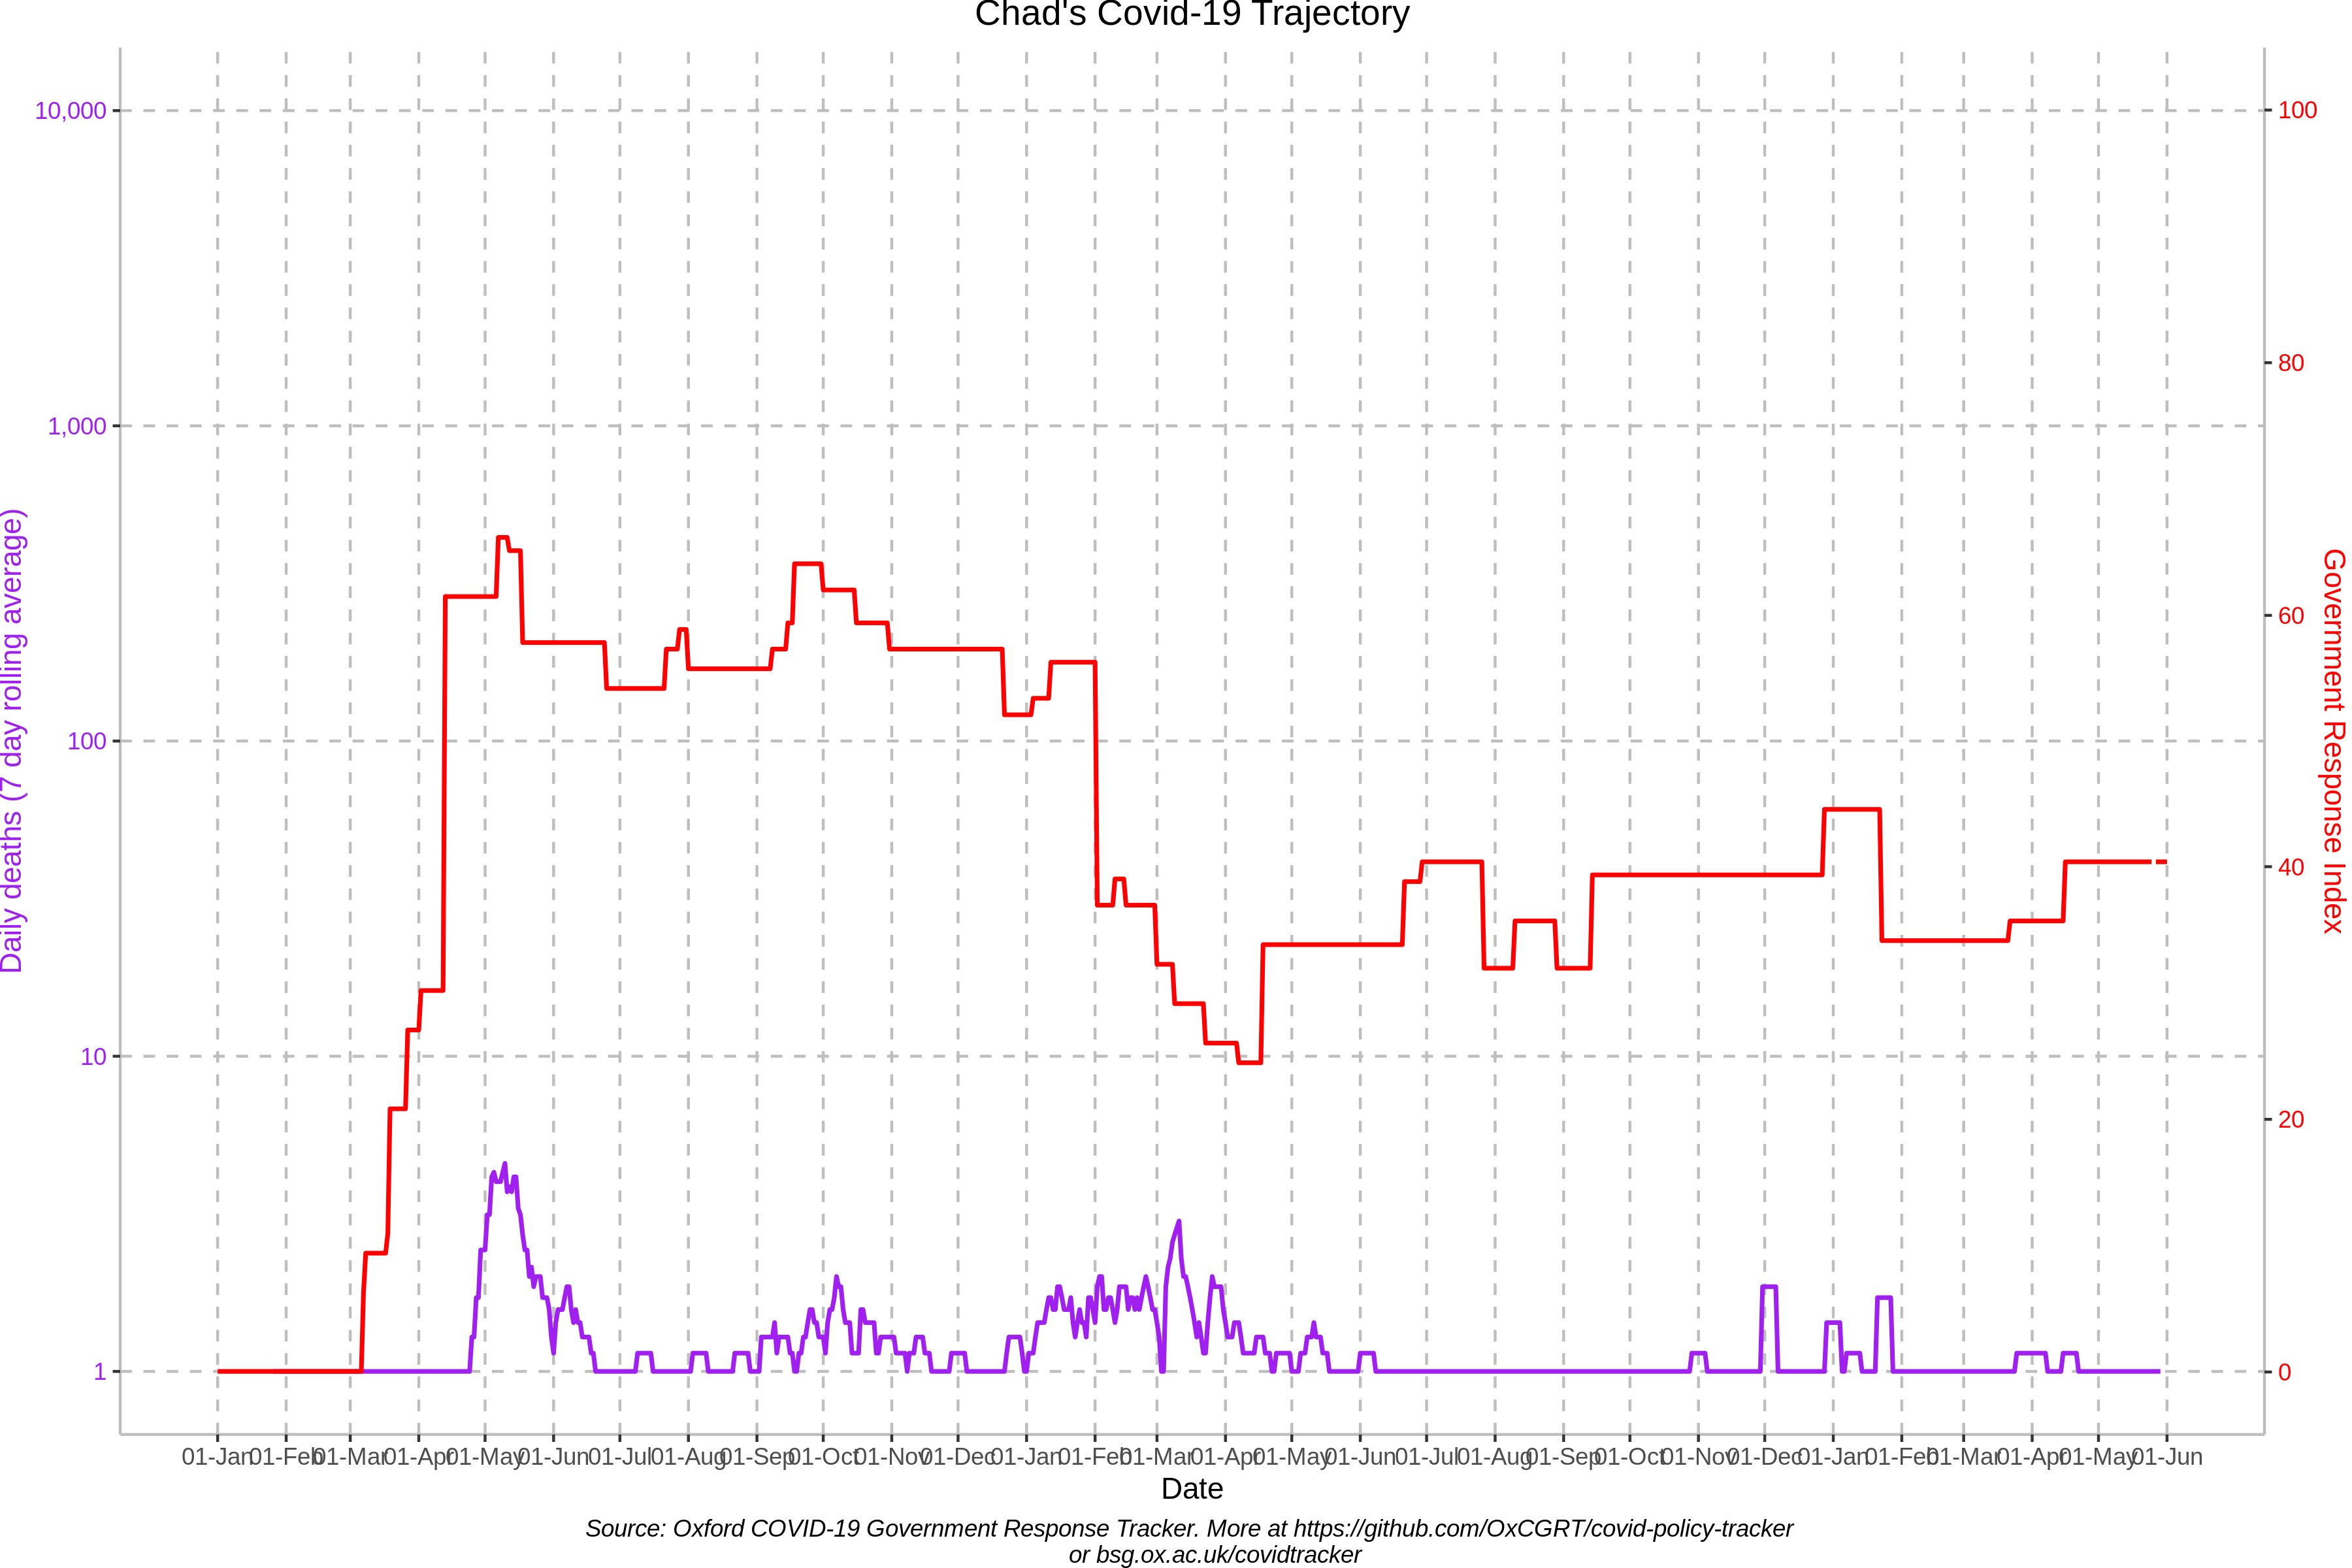 Chad's Covid-19 Trajectory
10,000
1,000
100
10
1
Daily deaths (7 day rolling average)
100
80
60
40
20
0
Government Response Index
01-Jan 01-Feb 01-Mar 01-Apr 01-May 01-Jun 01-Jul 01-Aug 01-Sep 01-Oct 01-Nov 01-Dec 01-Jan 01-Feb 01-Mar 01-Apr 01-May 01-Jun 01-Jul 01-Aug 01-Sep 01-Oct 01-Nov 01-Dec 01-Jan 01-Feb 01-Mar 01-Apr 01-May 01-Jun
Date
Source: Oxford COVID-19 Government Response Tracker. More at https://github.com/OxCGRT/covid-policy-tracker
or bsg.ox.ac.uk/covidtracker